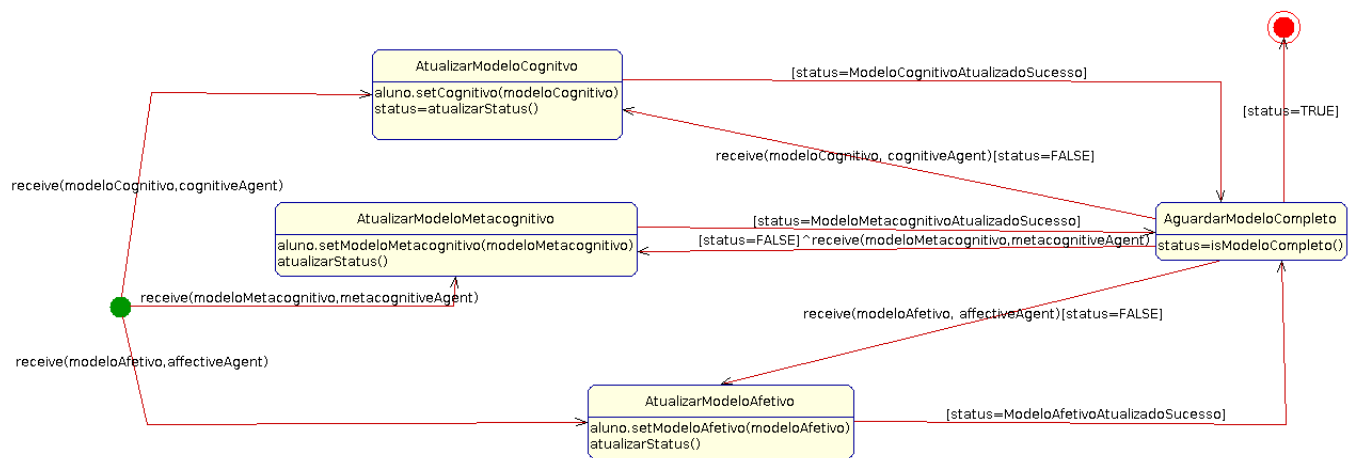 AtualizarModeloCognitvo
aluno.setCognitivo(modeloCognitivo)
status=atualizarStatus()
[status=ModeloCognitivoAtualizadoSucesso]
[status=TRUE]
receive(modeloCognitivo, cognitiveAgent)[status=FALSE]
receive(modeloCognitivo,cognitiveAgent)
AtualizarModeloMetacognitivo
aluno.setModeloMetacognitivo(modeloMetacognitivo)
atualizarStatus()
[status=ModeloMetacognitivoAtualizadoSucesso]
[status=FALSE]^receive(modeloMetacognitivo,metacognitiveAgent)
AguardarModeloCompleto
status=isModeloCompleto()
receive(modeloMetacognitivo,metacognitiveAgent)
receive(modeloAfetivo, affectiveAgent)[status=FALSE]
receive(modeloAfetivo,affectiveAgent)
AtualizarModeloAfetivo
aluno.setModeloAfetivo(modeloAfetivo)
atualizarStatus()
[status=ModeloAfetivoAtualizadoSucesso]